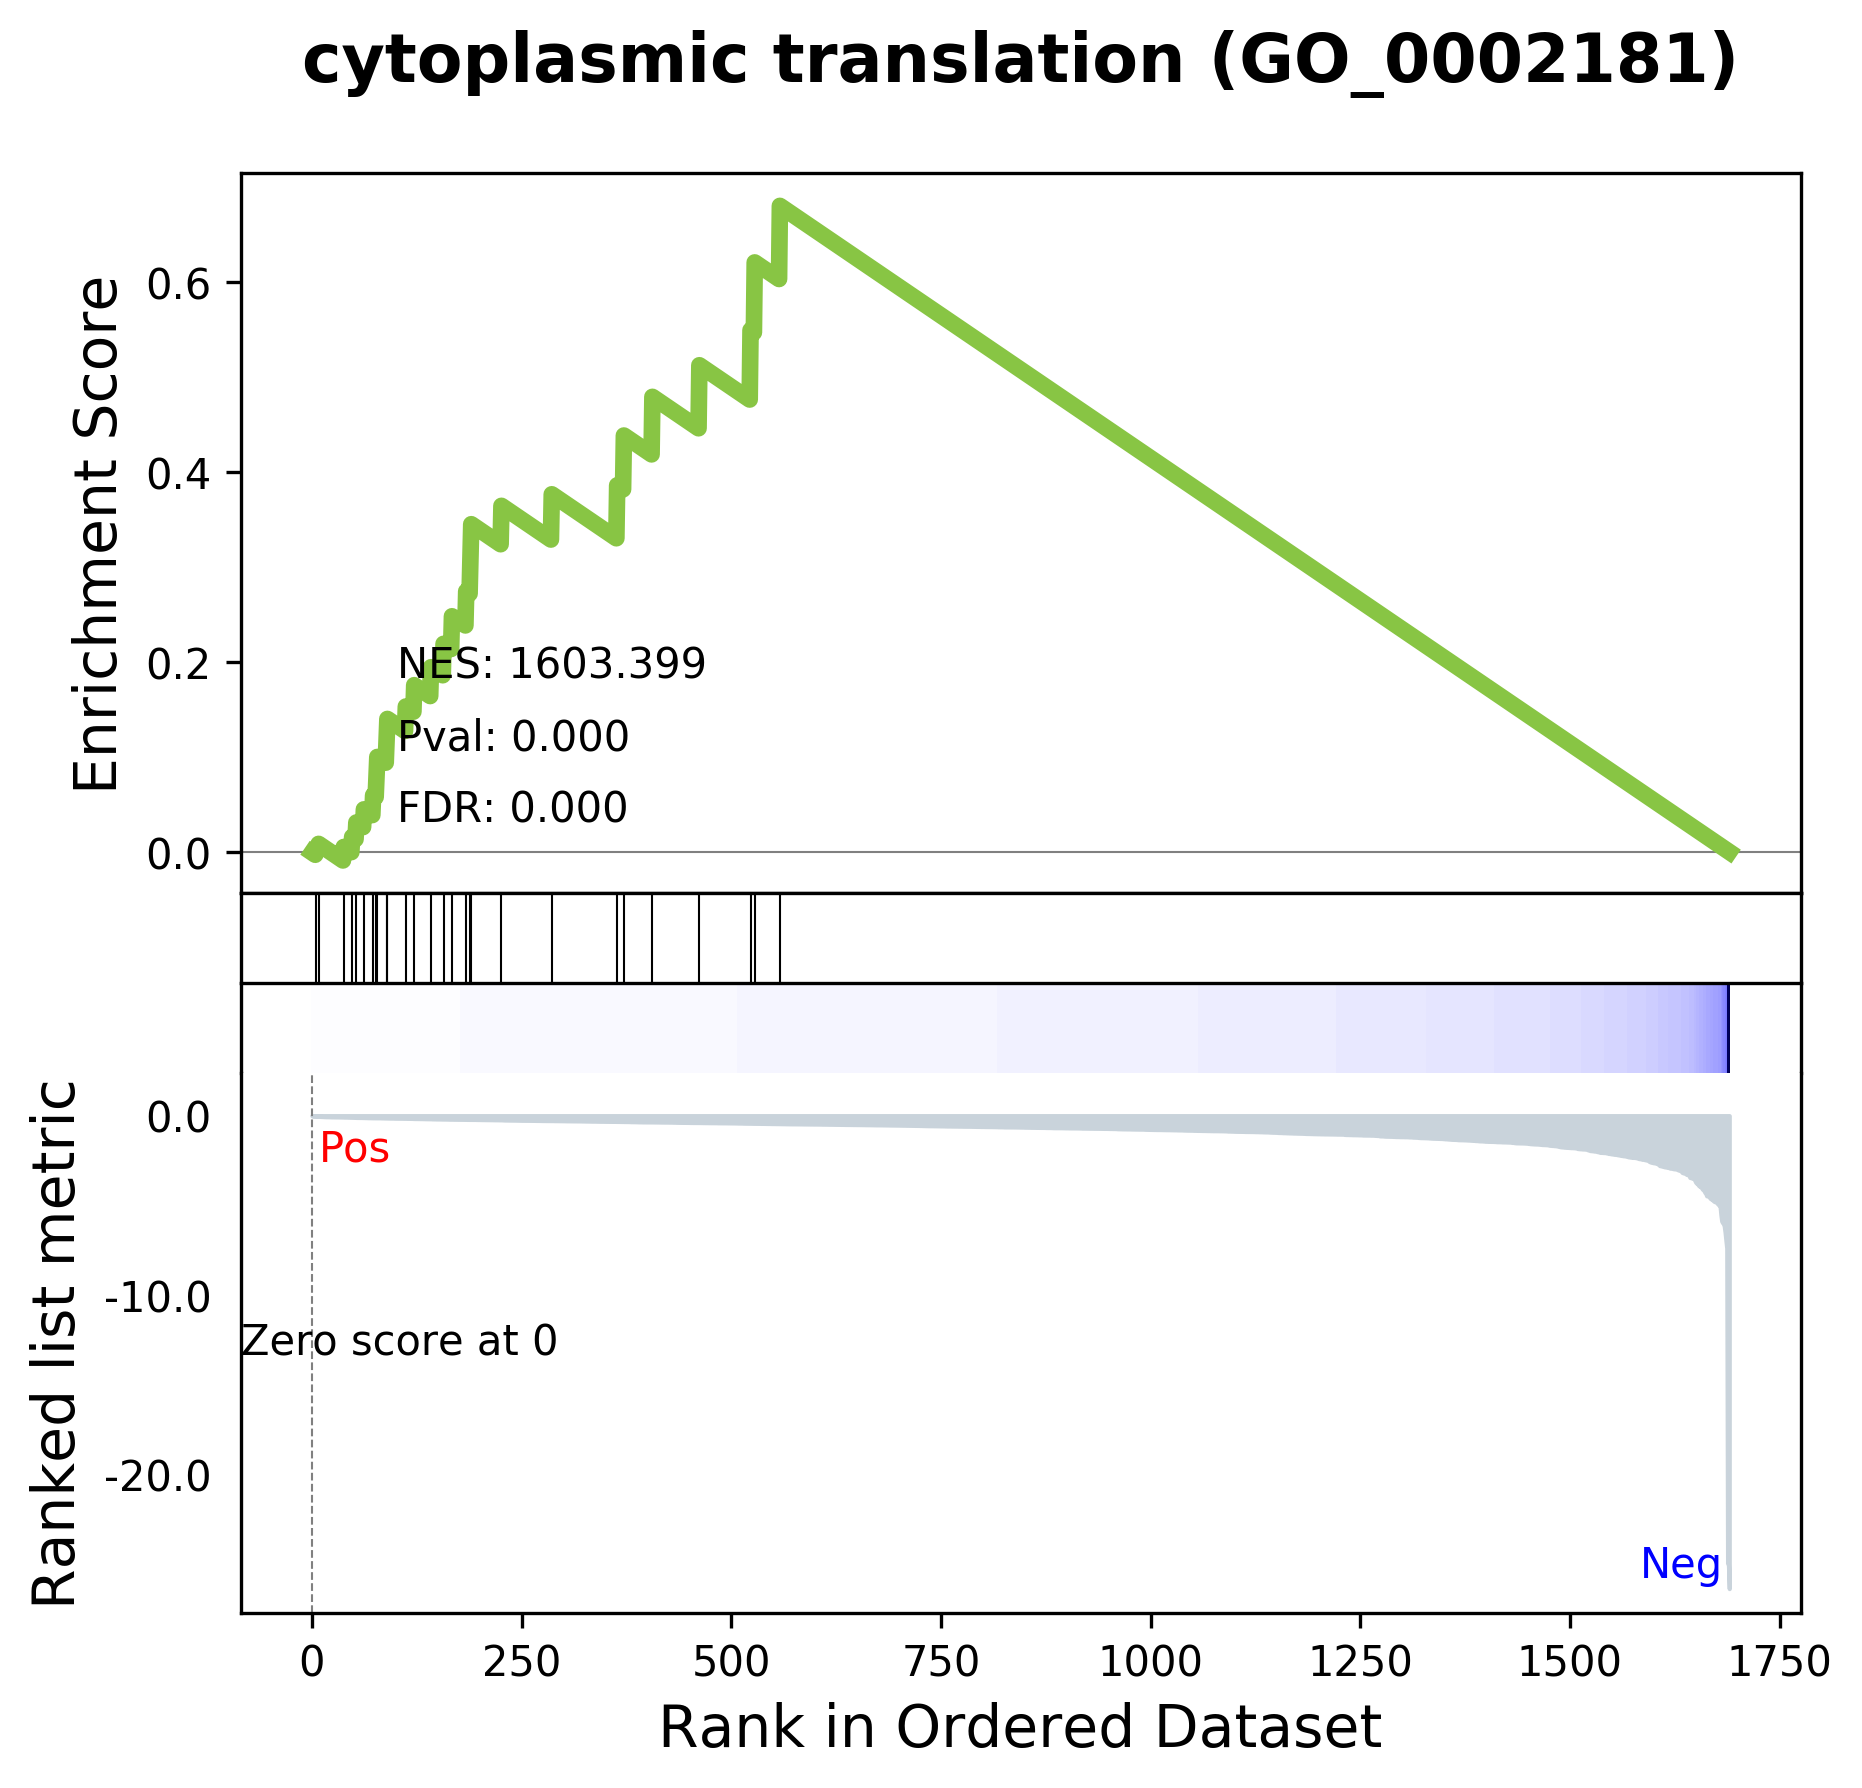 cytoplasmic translation (GO_0002181)
Enrichment Score
0.6
0.4
0.2
0.0
NES: 1603.399
Pval: 0.000
FDR: 0.000
Ranked list metric
0.0
-10.0
-20.0
Pos
Zero score at 0
Neg
0 250 500 750 1000 1250 1500 1750
Rank in Ordered Dataset